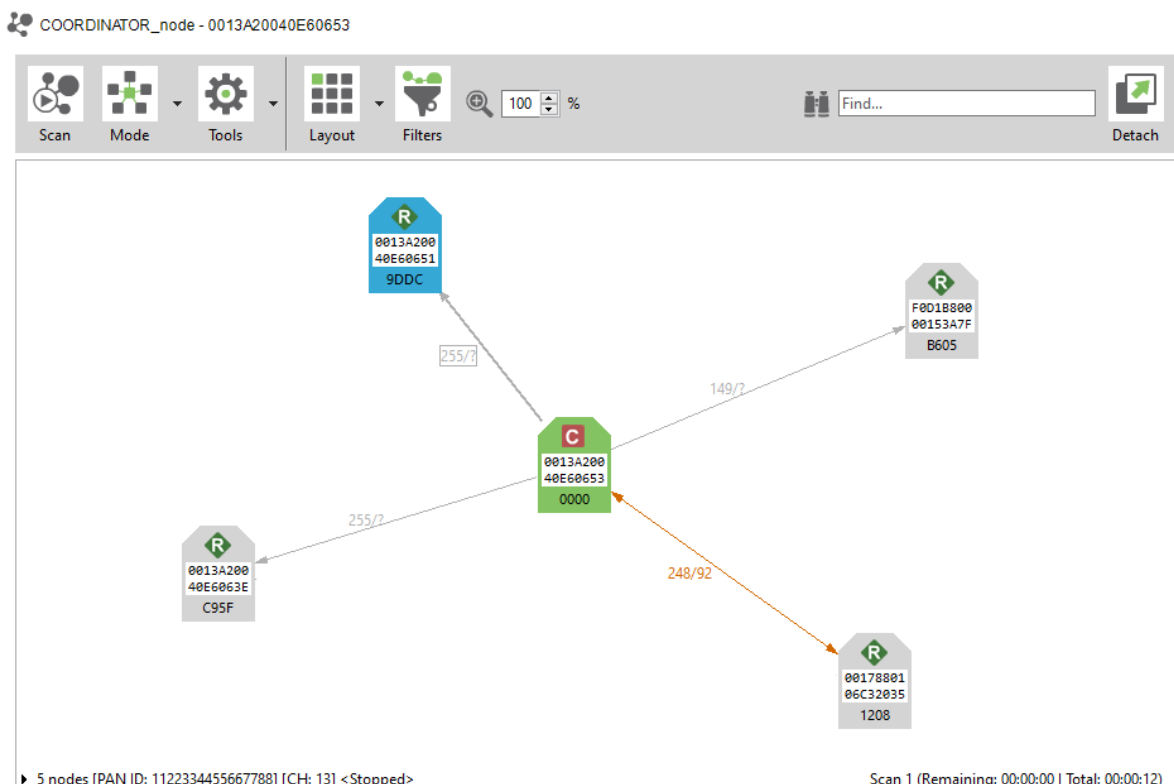 COORDINATOR_node - 0013A20040E60653
100 %
Find...
Scan Mode Tools Layout Filters Detach
R
0013A200
40E60651
9DDC
R
F0D1B800
00153A7F
B605
255/?
149/?
C
0013A200
40E60653
0000
255/?
R
0013A200
40E6063E
C95F
248/92
R
00178801
06C32035
1208
5 nodes [PAN ID: 1122334455667788] [CH: 13] <Stopped>
Scan 1 (Remaining: 00:00:00 | Total: 00:00:12)